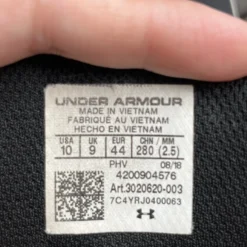 UNDER ARMOUR
MADE IN VIETNAM
FABRIQUÉ AU VIETNAM
HECHO EN VIETNAM
USA UK EUR CHN / MM
10 9 44 280 (2.5)
PHV 08/18
4200904576
Art.3020620-003
7C4YRJ0400063